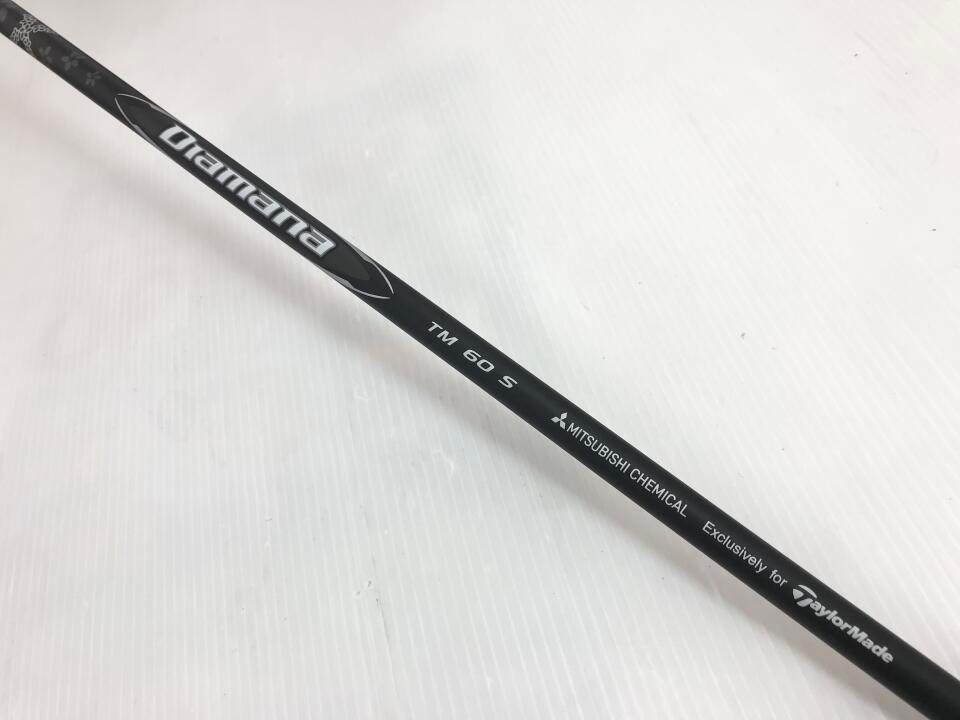 Diamana
TM 60 S
MITSUBISHI CHEMICAL
Exclusively for TaylorMade